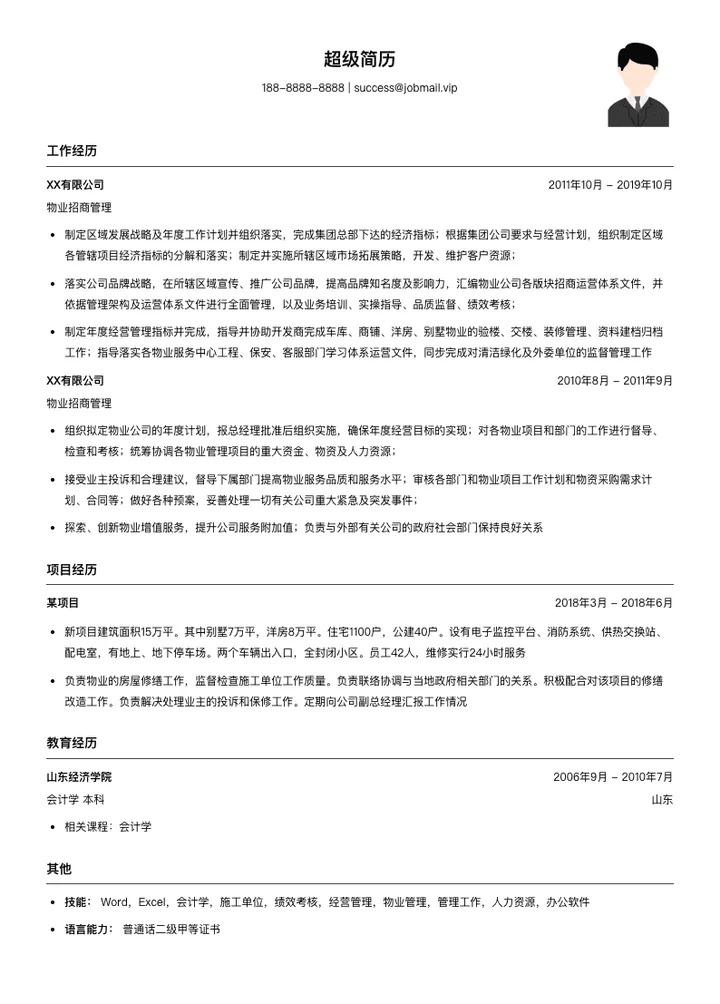 超级简历
188-8888-8888 | success@jobmail.vip
工作经历
XX有限公司 2011年10月 – 2019年10月
物业招商管理
• 制定区域发展战略及年度工作计划并组织落实，完成集团总部下达的经济指标；根据集团公司要求与经营计划，组织制定区域
各管辖项目经济指标的分解和落实；制定并实施所辖区域市场拓展策略，开发、维护客户资源；
• 落实公司品牌战略，在所辖区域宣传、推广公司品牌，提高品牌知名度及影响力，汇编物业公司各版块招商运营体系文件，并
依据管理架构及运营体系文件进行全面管理，以及业务培训、实操指导、品质监督、绩效考核；
• 制定年度经营管理指标并完成，指导并协助开发商完成车库、商铺、洋房、别墅物业的验楼、交楼、装修管理、资料建档归档
工作；指导落实各物业服务中心工程、保安、客服部门学习体系运营文件，同步完成对清洁绿化及外委单位的监督管理工作
XX有限公司 2010年8月 – 2011年9月
物业招商管理
• 组织拟定物业公司的年度计划，报总经理批准后组织实施，确保年度经营目标的实现；对各物业项目和部门的工作进行督导、
检查和考核；统筹协调各物业管理项目的重大资金、物资及人力资源；
• 接受业主投诉和合理建议，督导下属部门提高物业服务品质和服务水平；审核各部门和物业项目工作计划和物资采购需求计
划、合同等；做好各种预案，妥善处理一切有关公司重大紧急及突发事件；
• 探索、创新物业增值服务，提升公司服务附加值；负责与外部有关公司的政府社会部门保持良好关系
项目经历
某项目 2018年3月 – 2018年6月
• 新项目建筑面积15万平。其中别墅7万平，洋房8万平。住宅1100户，公建40户。设有电子监控平台、消防系统、供热交换站、
配电室，有地上、地下停车场。两个车辆出入口，全封闭小区。员工42人，维修实行24小时服务
• 负责物业的房屋修缮工作，监督检查施工单位工作质量。负责联络协调与当地政府相关部门的关系。积极配合对该项目的修缮
改造工作。负责解决处理业主的投诉和保修工作。定期向公司副总经理汇报工作情况
教育经历
山东经济学院 2006年9月 – 2010年7月
会计学 本科 山东
• 相关课程：会计学
其他
• 技能： Word，Excel，会计学，施工单位，绩效考核，经营管理，物业管理，管理工作，人力资源，办公软件
• 语言能力： 普通话二级甲等证书